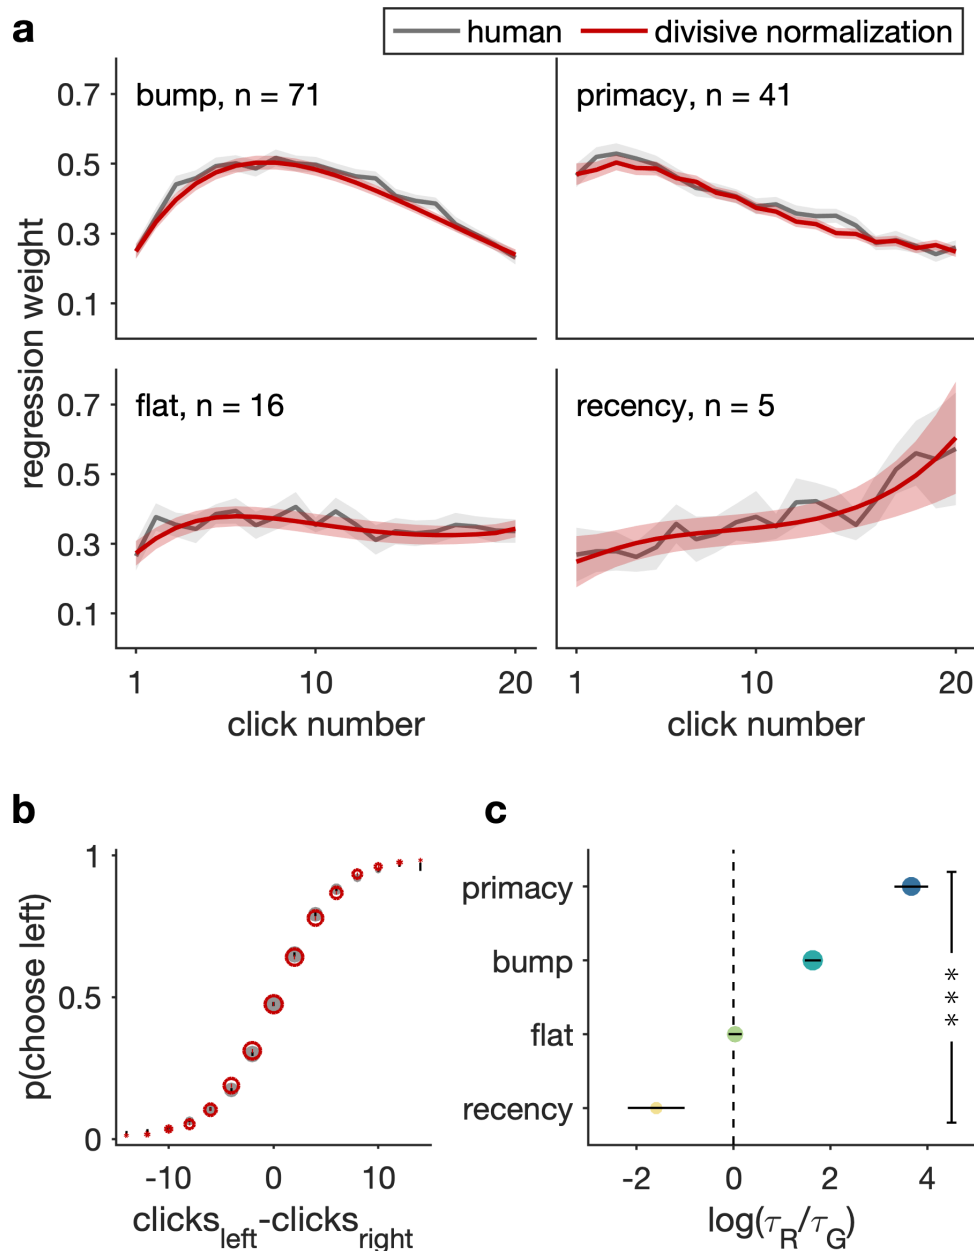 a
human divisive normalization
0.7
0.5
0.3
0.1
bump, n = 71
primacy, n = 41
regression weight
0.7
0.5
0.3
0.1
flat, n = 16
recency, n = 5
1 10 20
1 10 20
click number
click number
b
1
0.5
0
p(choose left)
-10 0 10
clicks_left-clicks_right
c
primacy
bump
flat
recency
***
-2 0 2 4
log(τ_R/τ_G)